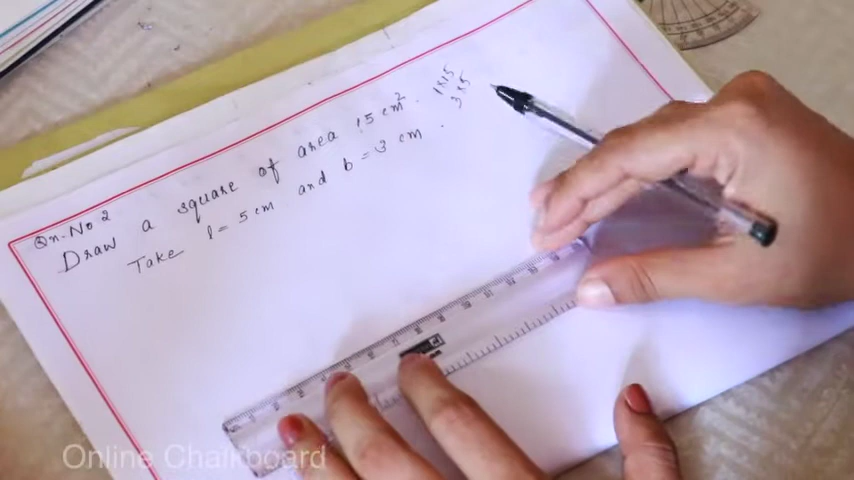 Qn. No 2
Draw a square of area 15 cm². 1×15
3×5
Take l = 5 cm and b = 3 cm.
Online Chalkboard